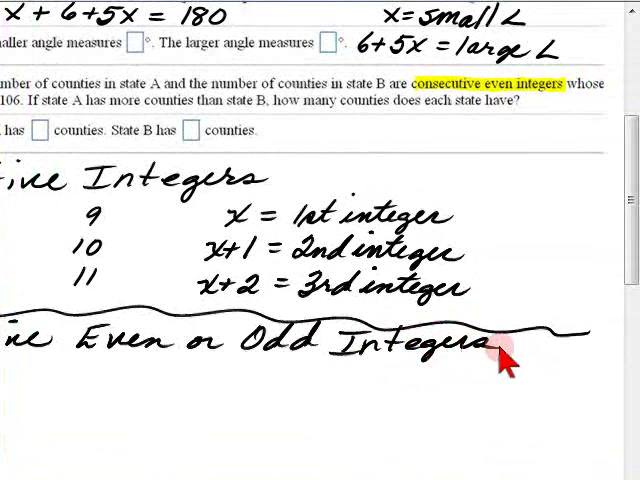 x + 6 + 5x = 180 x = small ∠
aller angle measures °. The larger angle measures °. 6 + 5x = large ∠
mber of counties in state A and the number of counties in state B are consecutive even integers whose
106. If state A has more counties than state B, how many counties does each state have?
has counties. State B has counties.
tive Integers
9 x = 1st integer
10 x+1 = 2nd integer
11 x+2 = 3rd integer
ive Even or Odd Integers